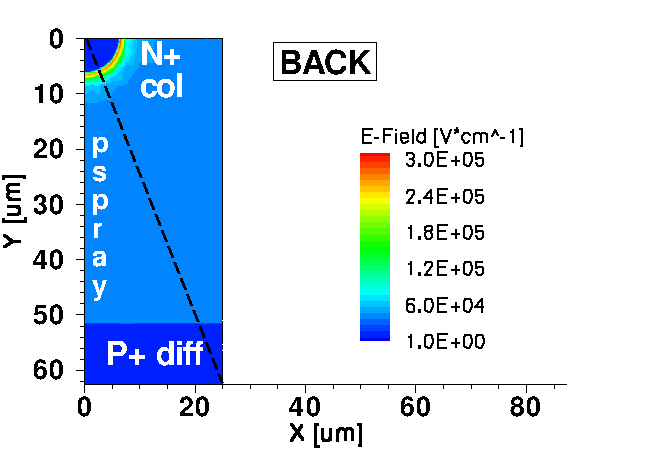 BACK
N+
col
pspray
P+ diff
E-Field [V*cm^-1]
3.0E+05
2.4E+05
1.8E+05
1.2E+05
6.0E+04
1.0E+00
Y [um]
0
10
20
30
40
50
60
0 20 40 60 80
X [um]